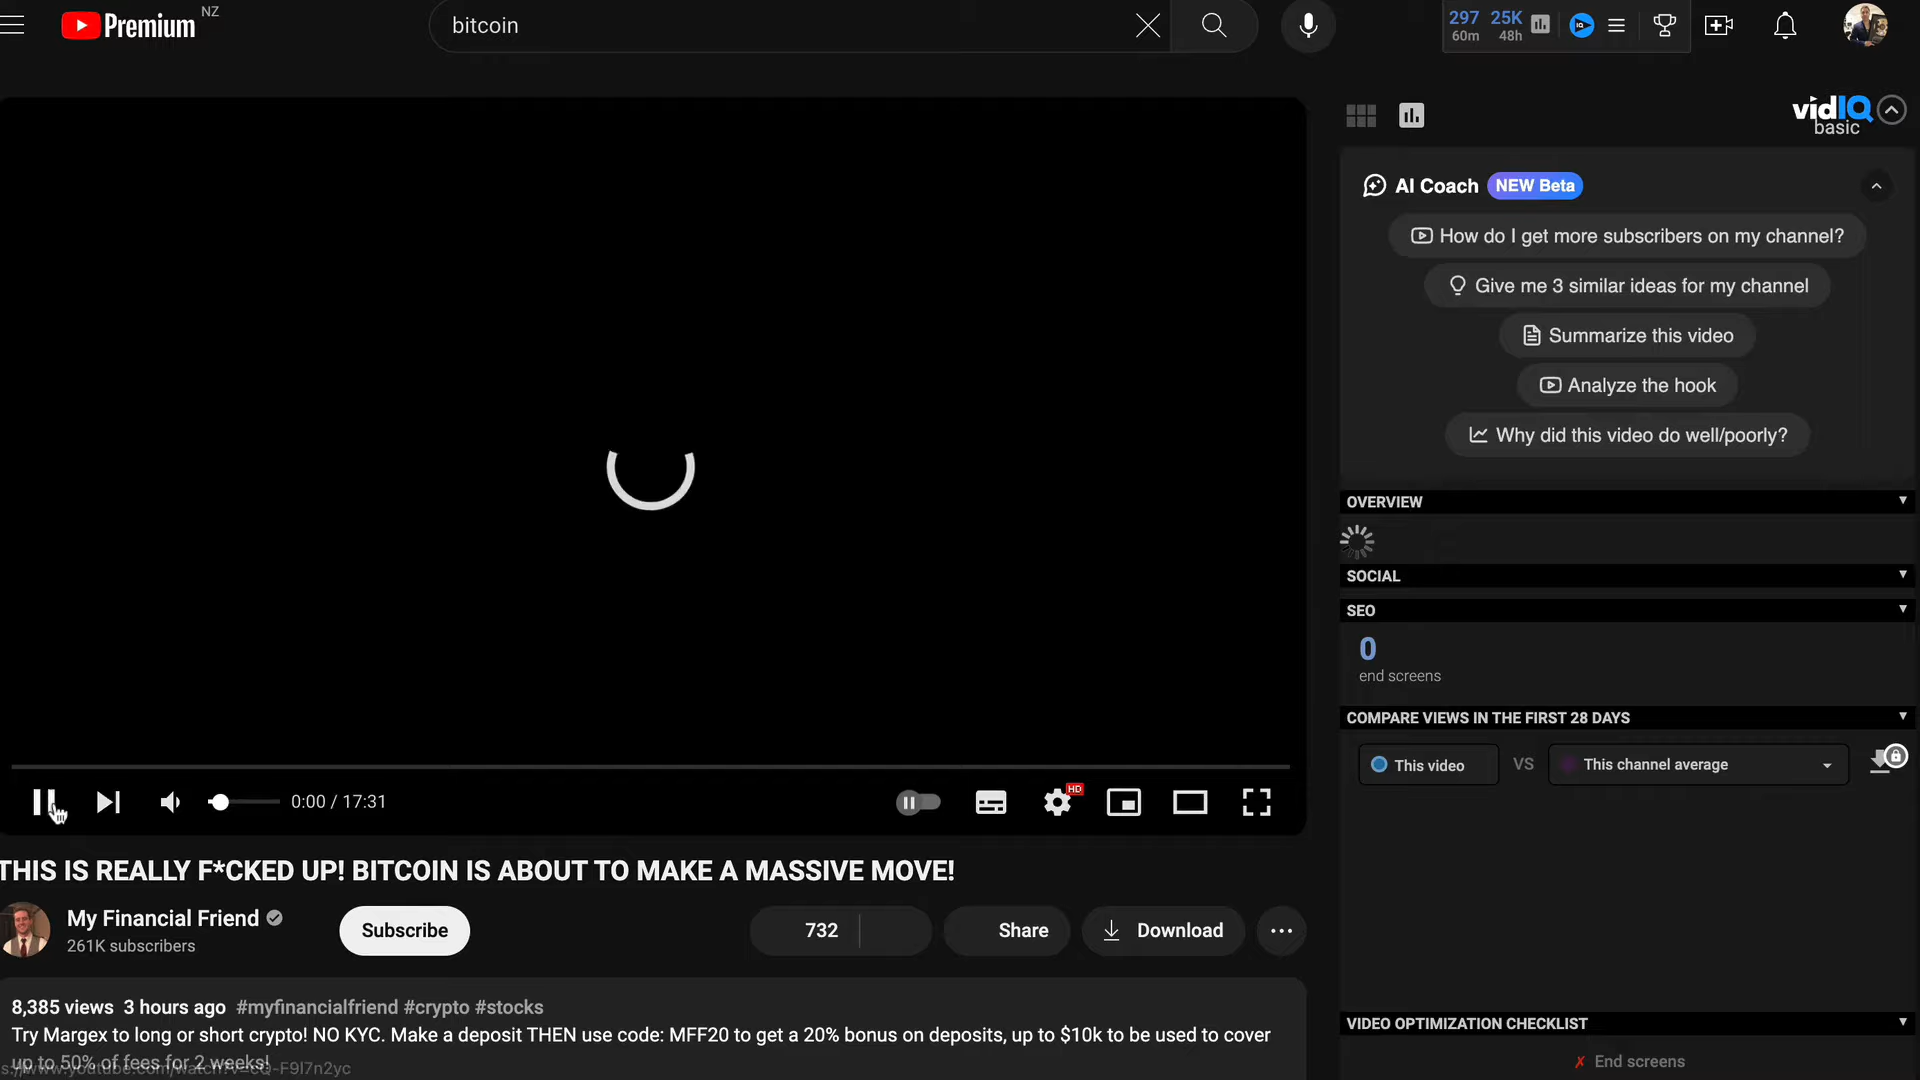 Premium NZ
bitcoin
297 25K
60m 48h
vidIQ
basic
AI Coach NEW Beta
How do I get more subscribers on my channel?
Give me 3 similar ideas for my channel
Summarize this video
Analyze the hook
Why did this video do well/poorly?
OVERVIEW
SOCIAL
SEO
0
end screens
COMPARE VIEWS IN THE FIRST 28 DAYS
This video VS This channel average
0:00 / 17:31
HD
THIS IS REALLY F*CKED UP! BITCOIN IS ABOUT TO MAKE A MASSIVE MOVE!
My Financial Friend
261K subscribers
Subscribe
732
Share
Download
8,385 views 3 hours ago #myfinancialfriend #crypto #stocks
Try Margex to long or short crypto! NO KYC. Make a deposit THEN use code: MFF20 to get a 20% bonus on deposits, up to $10k to be used to cover
up to 50% of fees for 2 weeks!
VIDEO OPTIMIZATION CHECKLIST
✗ End screens